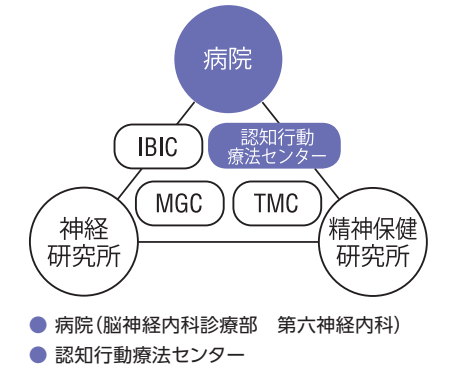 病院
IBIC
認知行動
療法センター
MGC
TMC
神経
研究所
精神保健
研究所
病院（脳神経内科診療部　第六神経内科）
認知行動療法センター